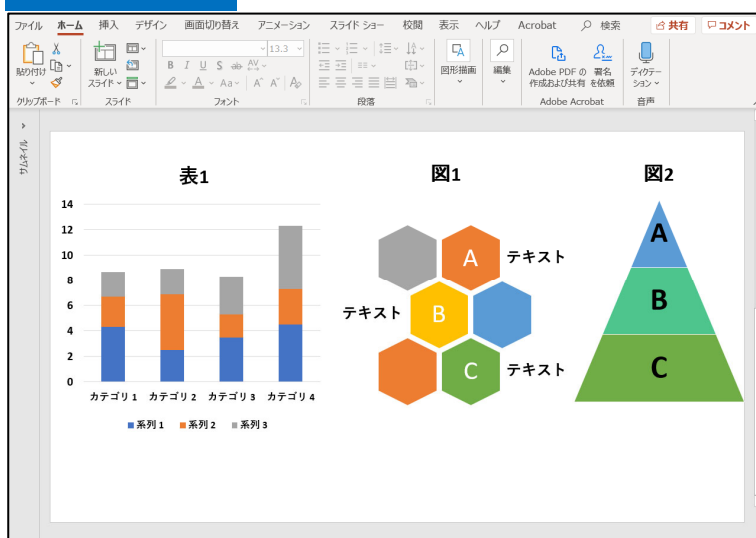 ファイル ホーム 挿入 デザイン 画面切り替え アニメーション スライド ショー 校閲 表示 ヘルプ Acrobat 検索 共有 コメント
13.3
B I U S ab AV
A Aa A A A
貼り付け
新しい
スライド
図形描画
編集
Adobe PDF の
作成および共有
署名
を依頼
ディクテー
ション
クリップボード
スライド
フォント
段落
Adobe Acrobat
音声
サムネイル
表1
14
12
10
8
6
4
2
0
カテゴリ 1 カテゴリ 2 カテゴリ 3 カテゴリ 4
系列 1 系列 2 系列 3
図1
A テキスト
テキスト B
C テキスト
図2
A
B
C